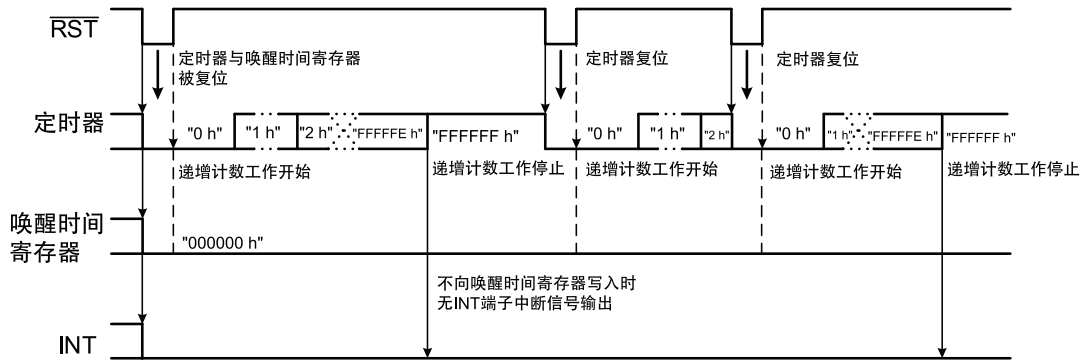 RST
定时器与唤醒时间寄存器
被复位
定时器复位
定时器复位
定时器
"0 h"
"1 h"
"2 h"
"FFFFFE h"
"FFFFFF h"
"0 h"
"1 h"
"2 h"
"0 h"
"1 h"
"FFFFFE h"
"FFFFFF h"
递增计数工作开始
递增计数工作停止
递增计数工作开始
递增计数工作开始
递增计数工作停止
唤醒时间
寄存器
"000000 h"
不向唤醒时间寄存器写入时
无INT端子中断信号输出
INT